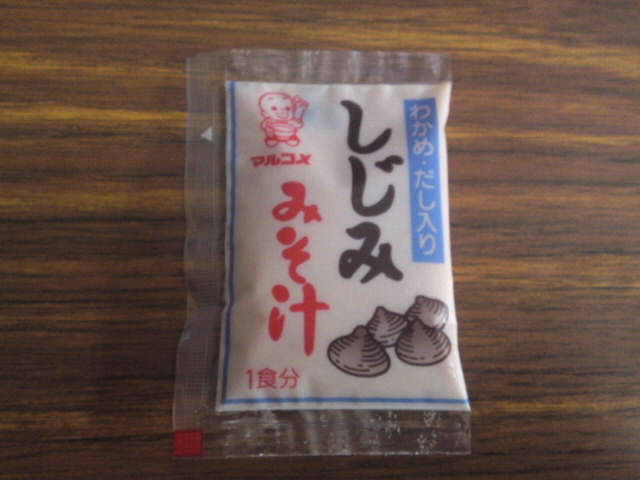 わかめ・だし入り
しじみ
みそ汁
マルコメ
1食分